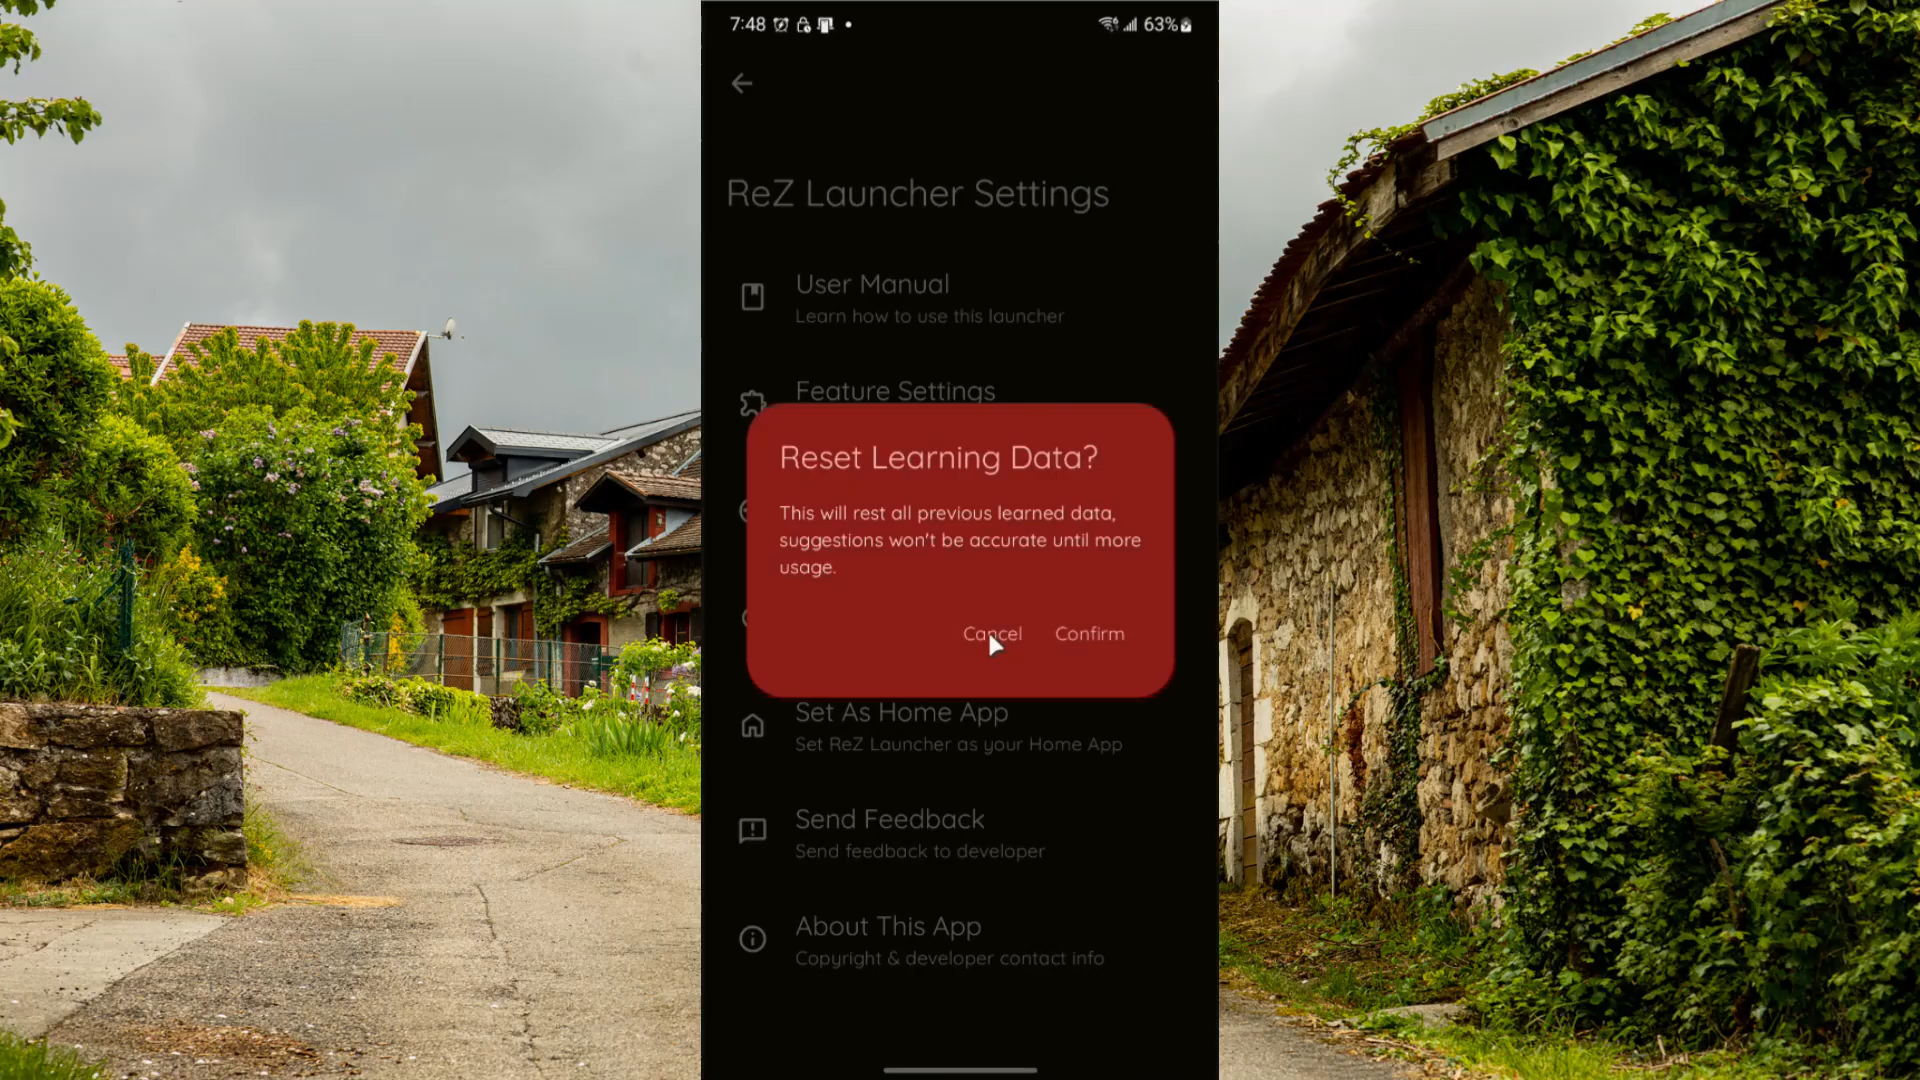 7:48
63%
ReZ Launcher Settings
User Manual
Learn how to use this launcher
Feature Settings
Reset Learning Data?
This will rest all previous learned data,
suggestions won't be accurate until more
usage.
Cancel Confirm
Set As Home App
Set ReZ Launcher as your Home App
Send Feedback
Send feedback to developer
About This App
Copyright & developer contact info